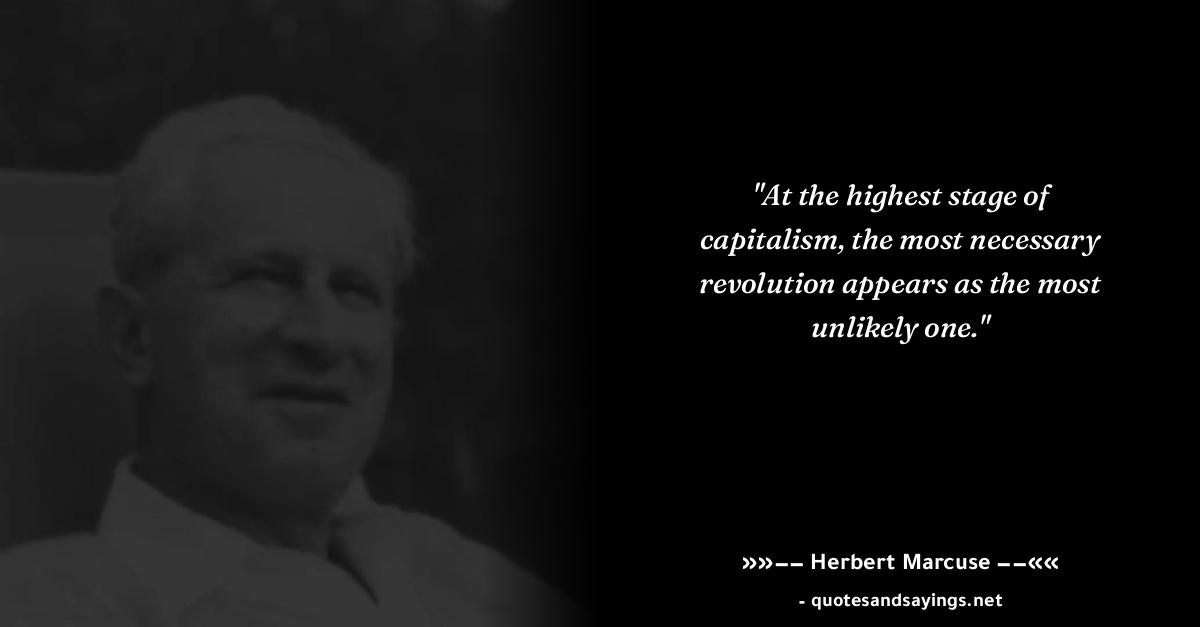 "At the highest stage of
capitalism, the most necessary
revolution appears as the most
unlikely one."
»»–– Herbert Marcuse ––««
- quotesandsayings.net